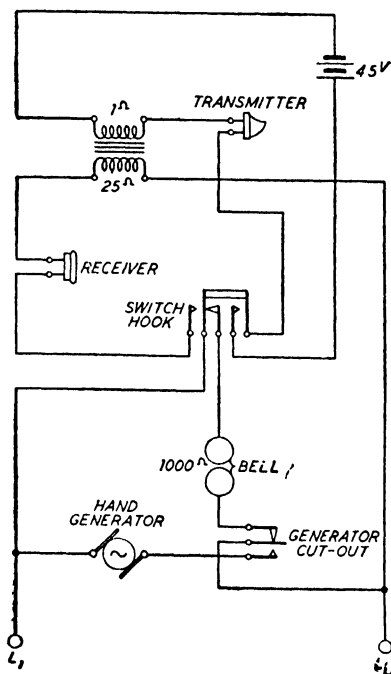 1Ω
45V
TRANSMITTER
25Ω
RECEIVER
SWITCH
HOOK
1000Ω
BELL
HAND
GENERATOR
GENERATOR
CUT-OUT
L₁